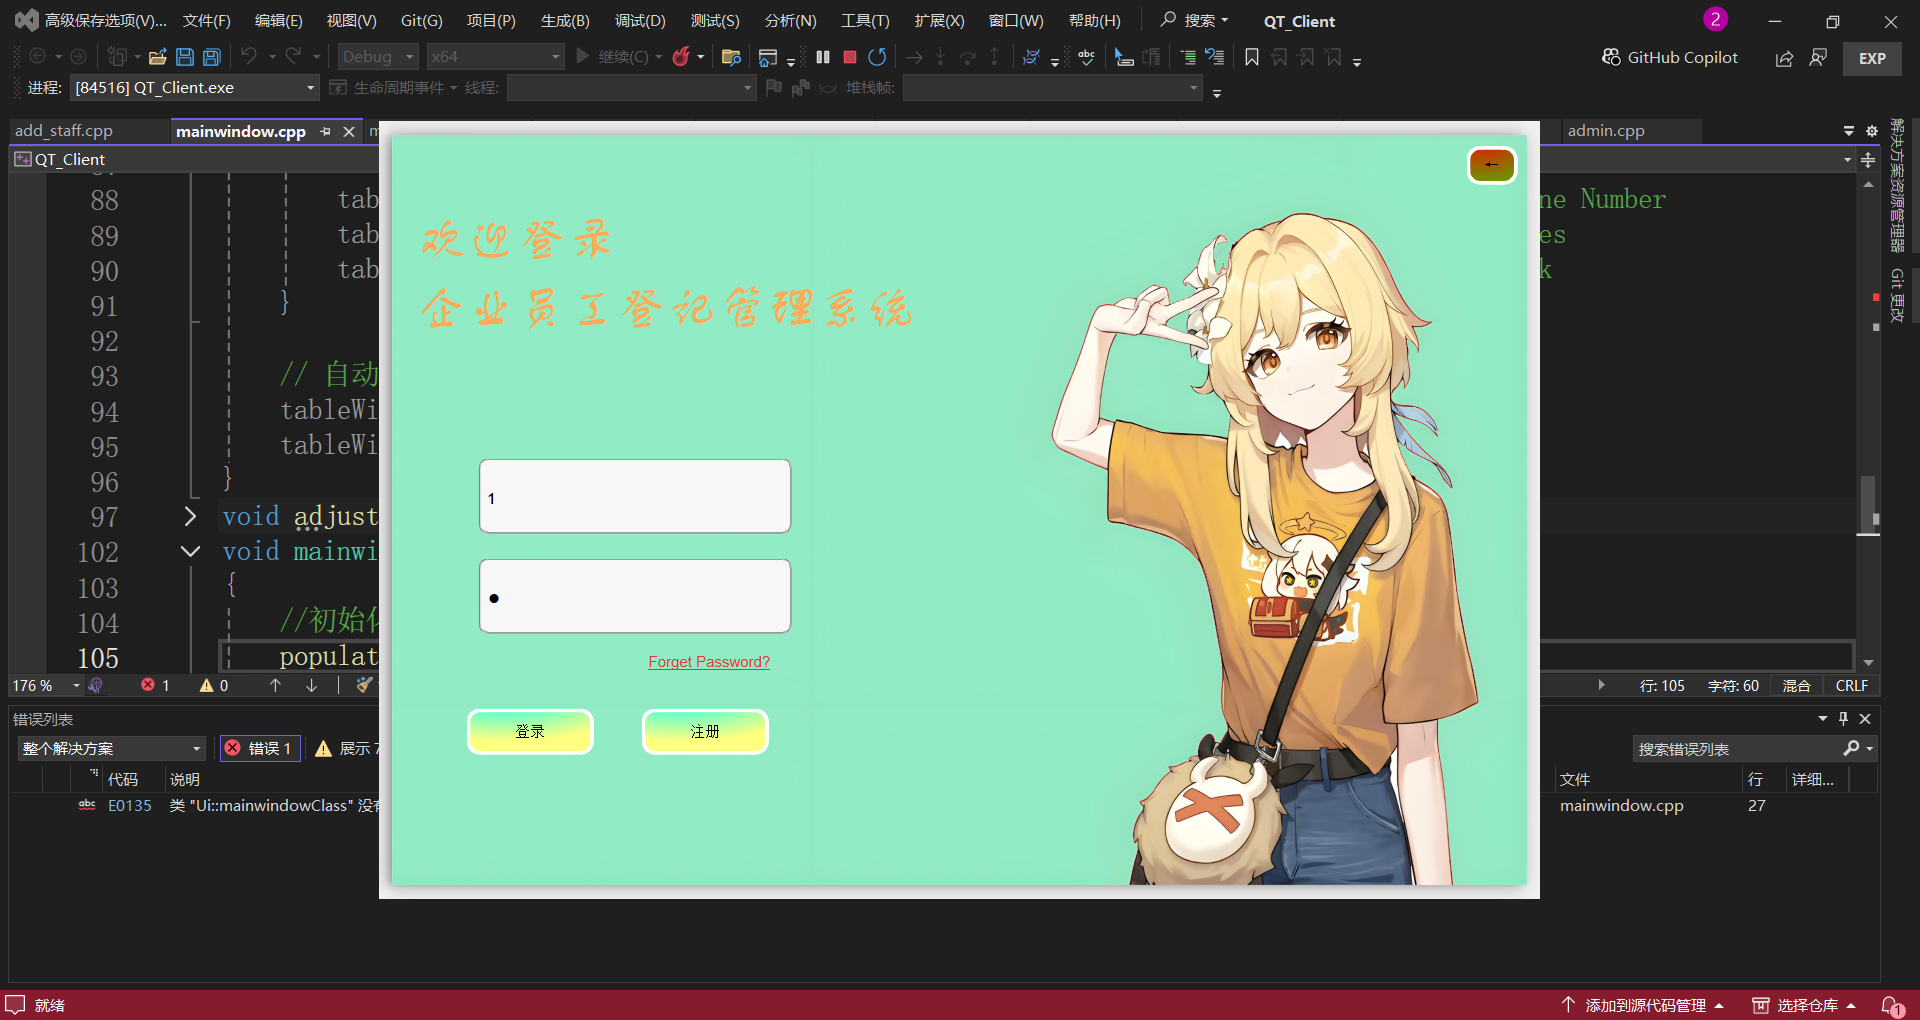 高级保存选项(V)... 文件(F) 编辑(E) 视图(V) Git(G) 项目(P) 生成(B) 调试(D) 测试(S) 分析(N) 工具(T) 扩展(X) 窗口(W) 帮助(H) 搜索 QT_Client 2
Debug x64 继续(C) abc GitHub Copilot EXP
进程: [84516] QT_Client.exe 生命周期事件 线程: 堆栈帧:
add_staff.cpp mainwindow.cpp m admin.cpp
QT_Client
88 tab ne Number
89 tab es
90 tab k
91 }
92
93 // 自动
94 tableWi
95 tableWi
96 }
97 void adjust
102 void mainwi
103 {
104 //初始化
105 populat
解决方案资源管理器
Git 更改
←
欢迎登录
企业员工登记管理系统
1
●
Forget Password?
登录 注册
176 % 1 0 行: 105 字符: 60 混合 CRLF
错误列表
整个解决方案 错误 1 展示 7 搜索错误列表
代码 说明 文件 行 详细...
abc E0135 类 "Ui::mainwindowClass" 没有 mainwindow.cpp 27
就绪 添加到源代码管理 选择仓库 1